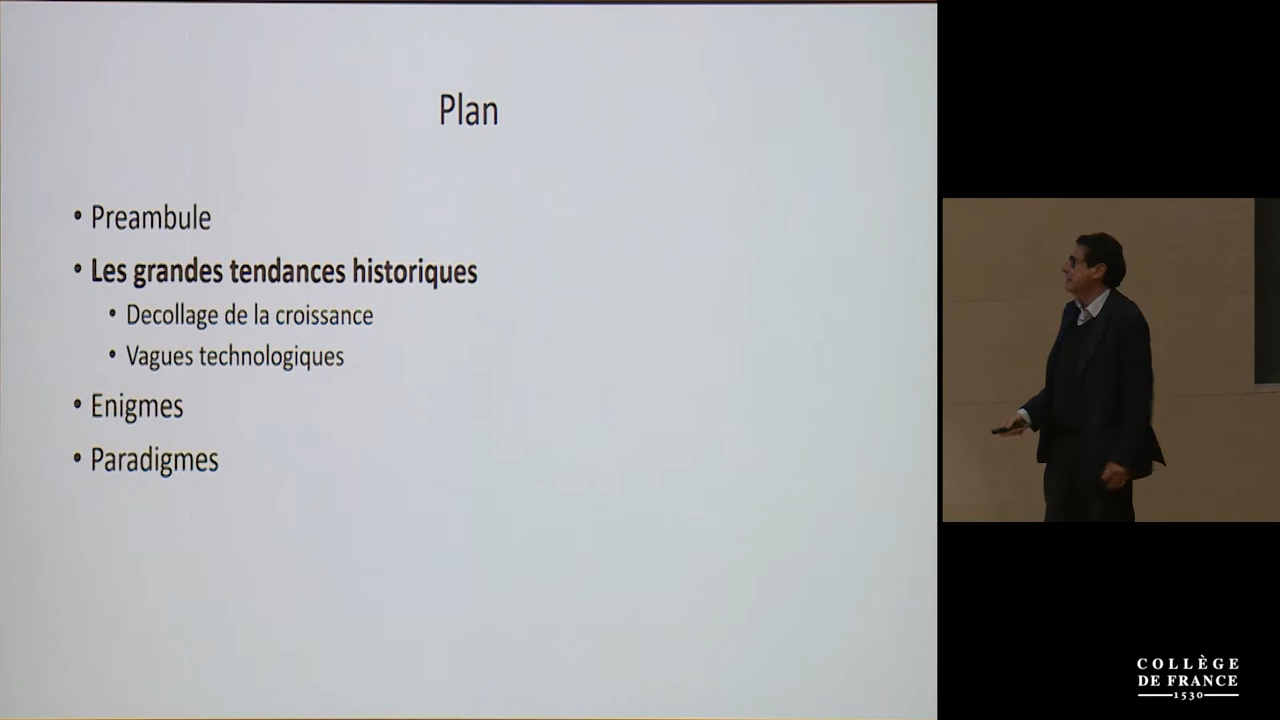 Plan
• Preambule
• Les grandes tendances historiques
• Decollage de la croissance
• Vagues technologiques
• Enigmes
• Paradigmes
COLLÈGE
DE FRANCE
1530